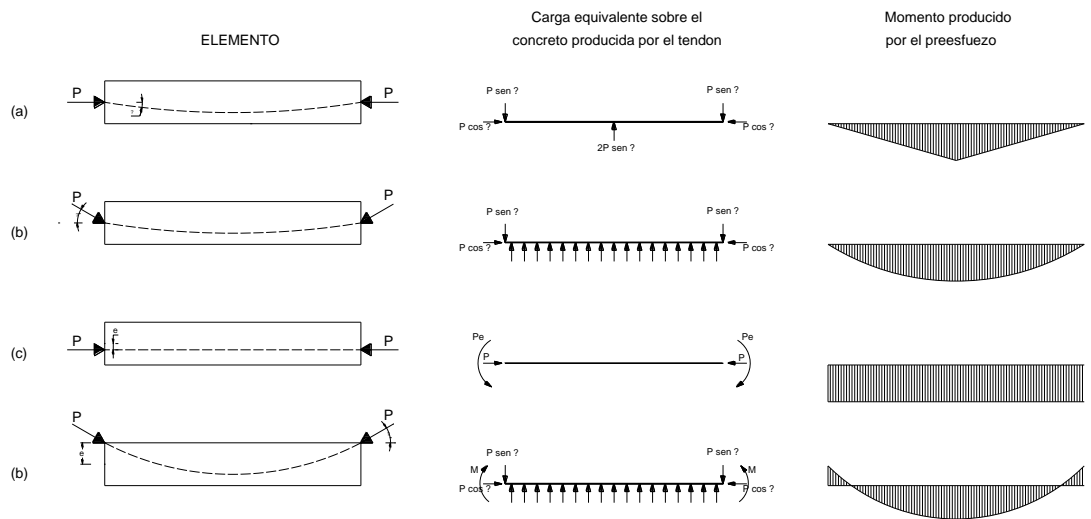 Carga equivalente sobre el
concreto producida por el tendon
Momento producido
por el preesfuezo
ELEMENTO
(a)
P
P
?
P sen ?
P sen ?
P cos ?
P cos ?
2P sen ?
(b)
P
P
P sen ?
P sen ?
P cos ?
P cos ?
(c)
P
e
P
Pe
Pe
P
P
(b)
P
P
e
M
P sen ?
P sen ?
M
P cos ?
P cos ?